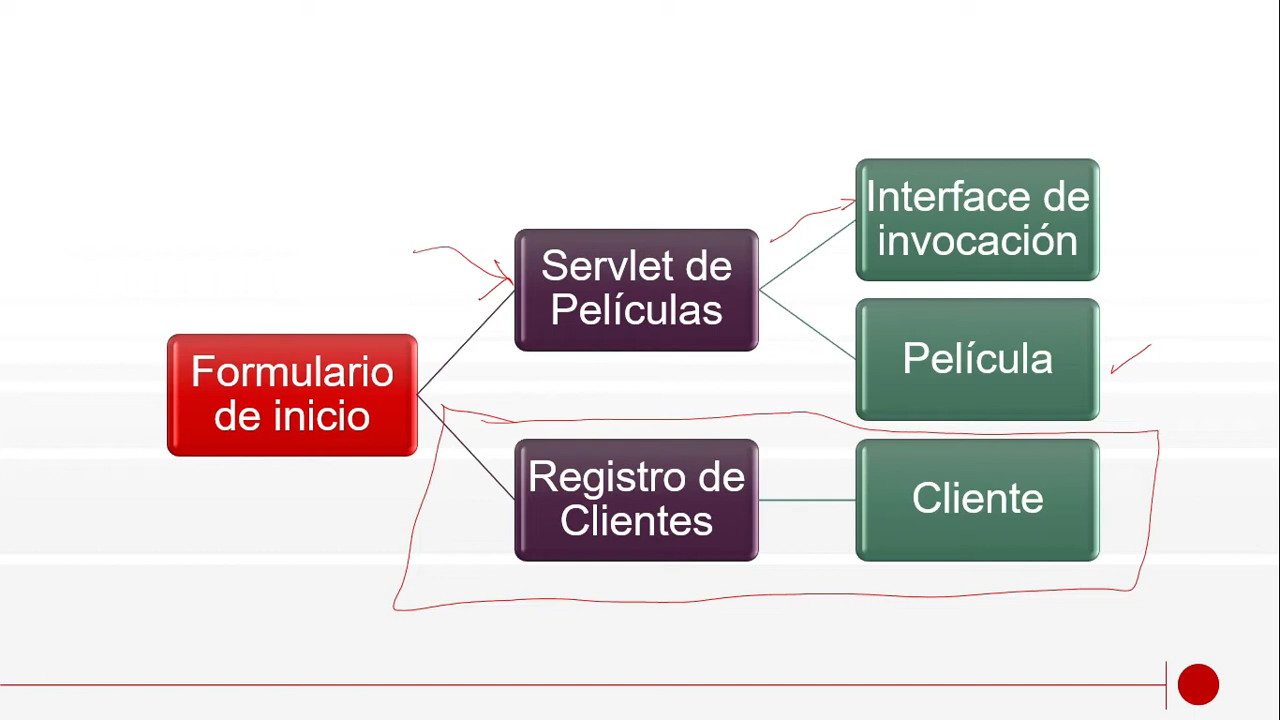 Formulario
de inicio
Servlet de
Películas
Interface de
invocación
Película
Registro de
Clientes
Cliente